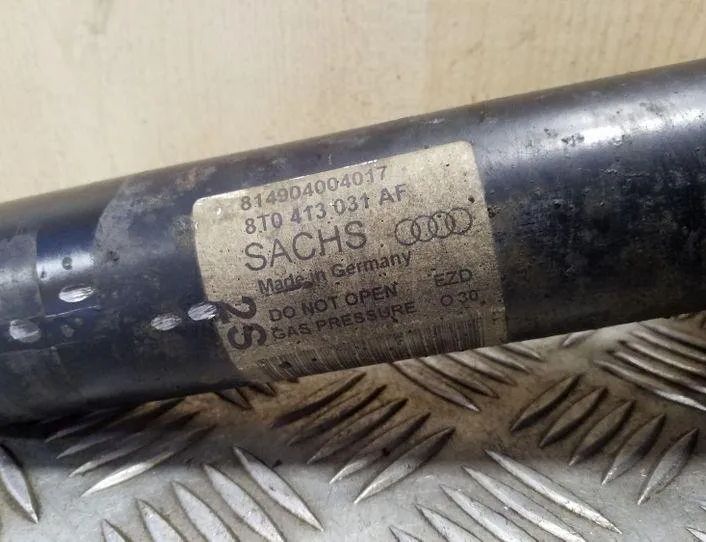 814904004017
8T0 413 031 AF
SACHS
Made in Germany
DO NOT OPEN EZD
GAS PRESSURE O 30
2S